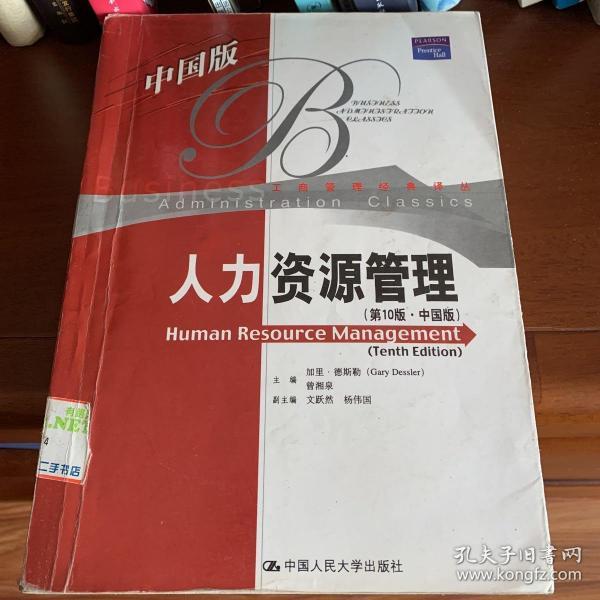 中国版
PEARSON
Prentice
Hall
B
BUSINESS
ADMINISTRATION
CLASSICS
工商管理经典译丛
Business
Administration Classics
人力资源管理
(第10版·中国版)
Human Resource Management
(Tenth Edition)
主编 加里·德斯勒(Gary Dessler)
曾湘泉
副主编 文跃然 杨伟国
.NET
4
二手书店
中国人民大学出版社
孔夫子旧书网
www.kongfz.com